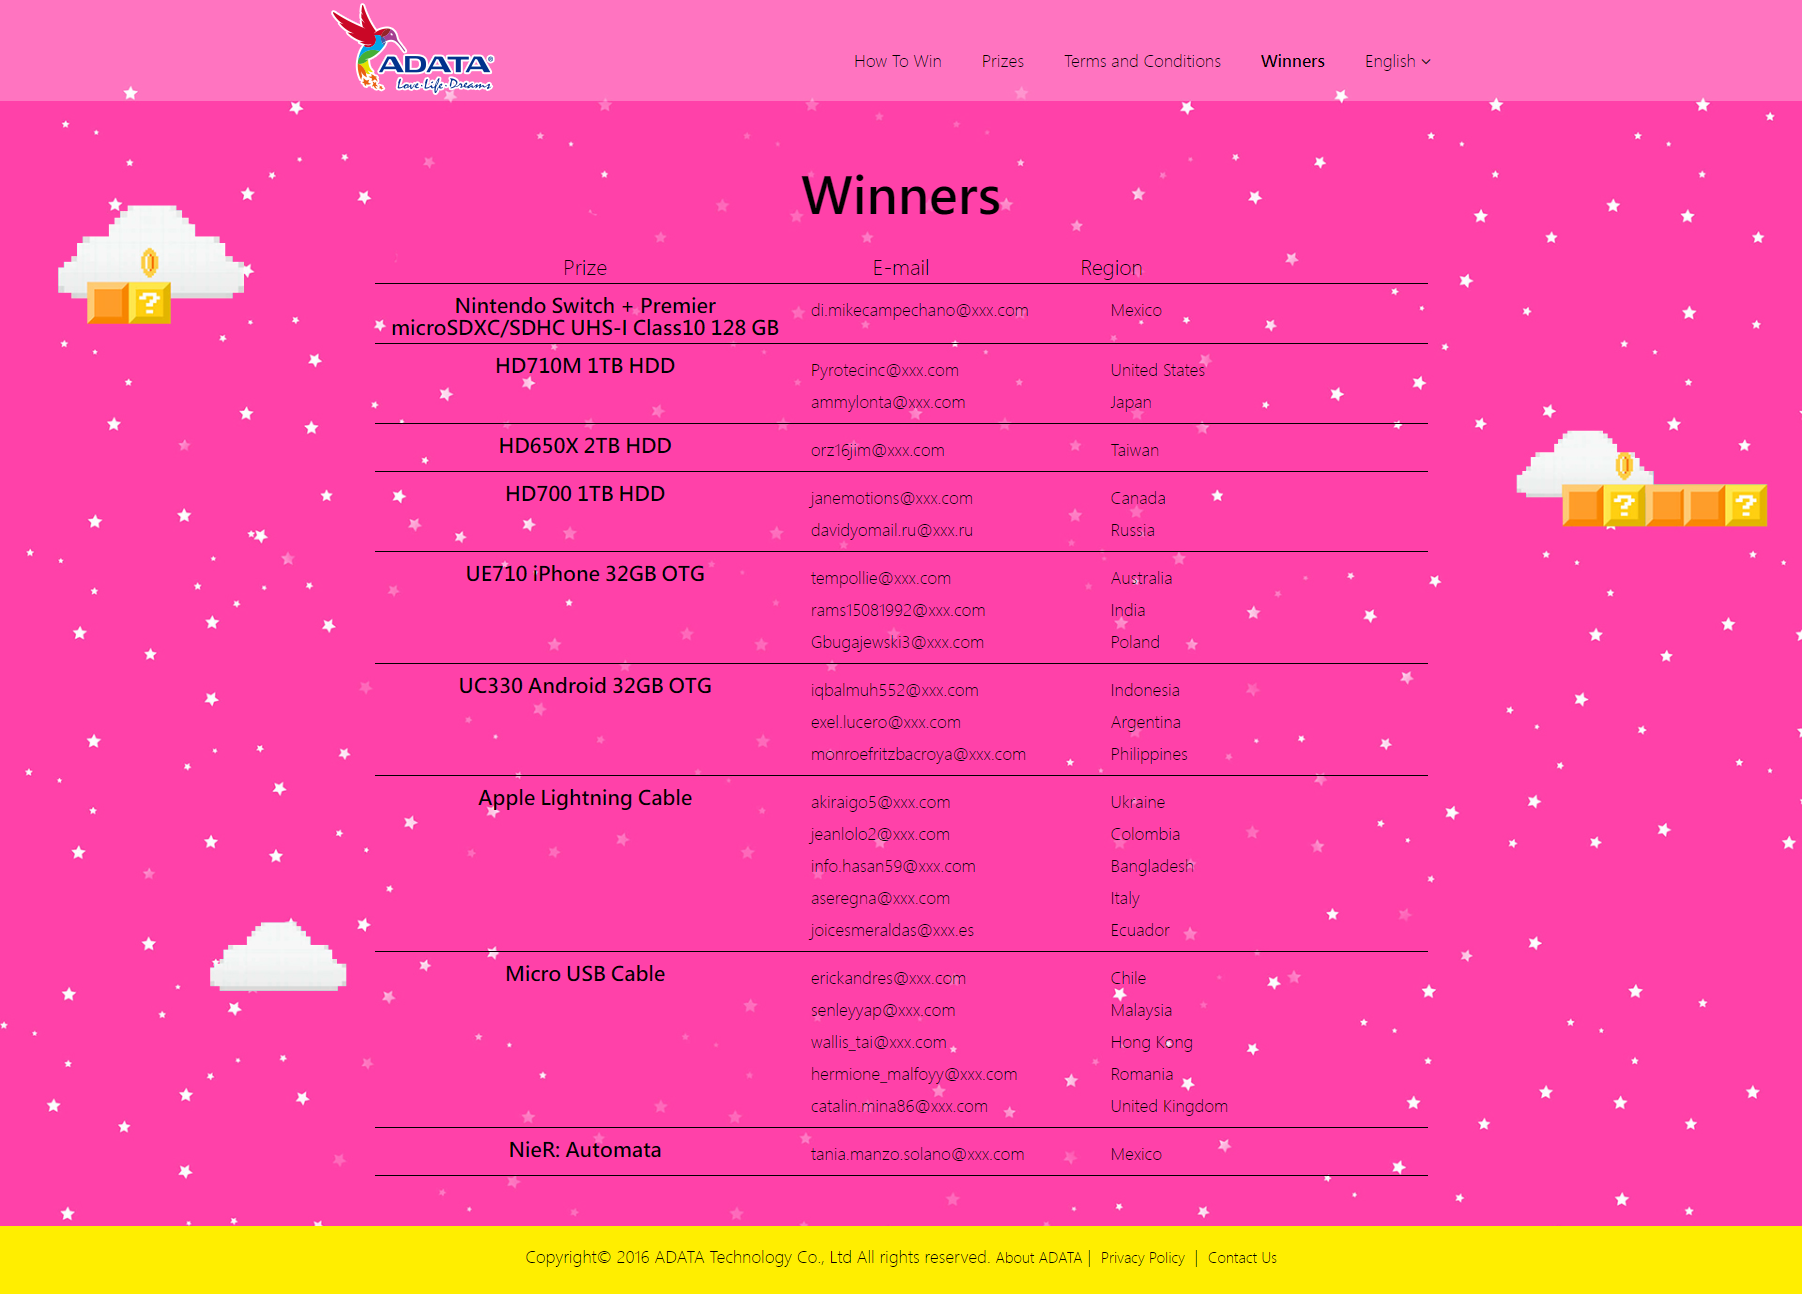 ADATA®
Love·Life·Dreams
How To Win Prizes Terms and Conditions Winners English
Winners
Prize E-mail Region
Nintendo Switch + Premier
microSDXC/SDHC UHS-I Class10 128 GB
di.mikecampechano@xxx.com Mexico
HD710M 1TB HDD
Pyrotecinc@xxx.com United States
ammylonta@xxx.com Japan
HD650X 2TB HDD
orz16jim@xxx.com Taiwan
HD700 1TB HDD
janemotions@xxx.com Canada
davidyomail.ru@xxx.ru Russia
UE710 iPhone 32GB OTG
tempollie@xxx.com Australia
rams15081992@xxx.com India
Gbugajewski3@xxx.com Poland
UC330 Android 32GB OTG
iqbalmuh552@xxx.com Indonesia
exel.lucero@xxx.com Argentina
monroefritzbacroya@xxx.com Philippines
Apple Lightning Cable
akiraigo5@xxx.com Ukraine
jeanlolo2@xxx.com Colombia
info.hasan59@xxx.com Bangladesh
aseregna@xxx.com Italy
joicesmeraldas@xxx.es Ecuador
Micro USB Cable
erickandres@xxx.com Chile
senleyyap@xxx.com Malaysia
wallis_tai@xxx.com Hong Kong
hermione_malfoyy@xxx.com Romania
catalin.mina86@xxx.com United Kingdom
NieR: Automata
tania.manzo.solano@xxx.com Mexico
Copyright© 2016 ADATA Technology Co., Ltd All rights reserved. About ADATA | Privacy Policy | Contact Us